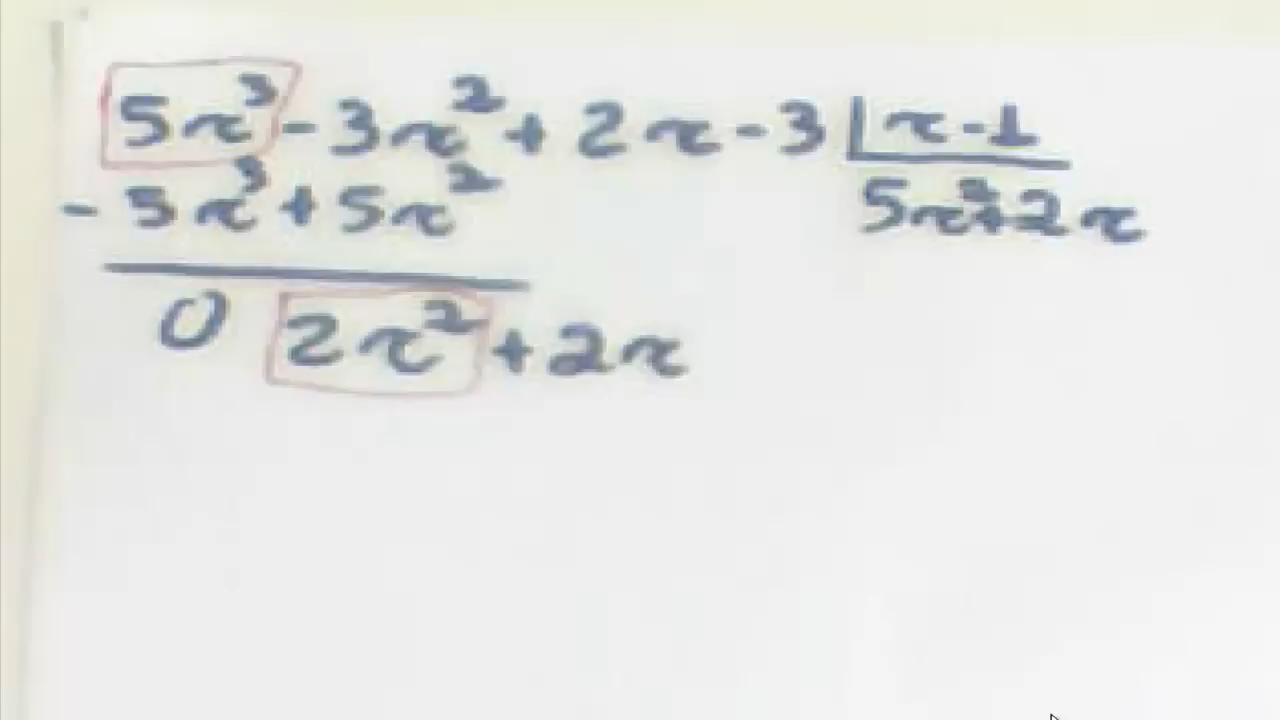 5x³ - 3x² + 2x - 3 | x - 1
- 5x³ + 5x² 5x² + 2x
0 2x² + 2x